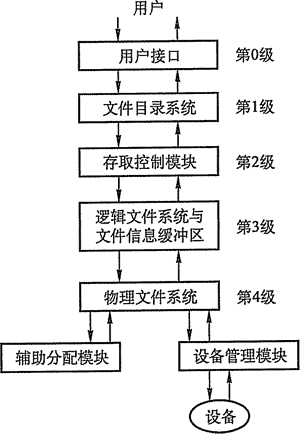 用户
用户接口
第0级
文件目录系统
第1级
存取控制模块
第2级
逻辑文件系统与
文件信息缓冲区
第3级
物理文件系统
第4级
辅助分配模块
设备管理模块
设备